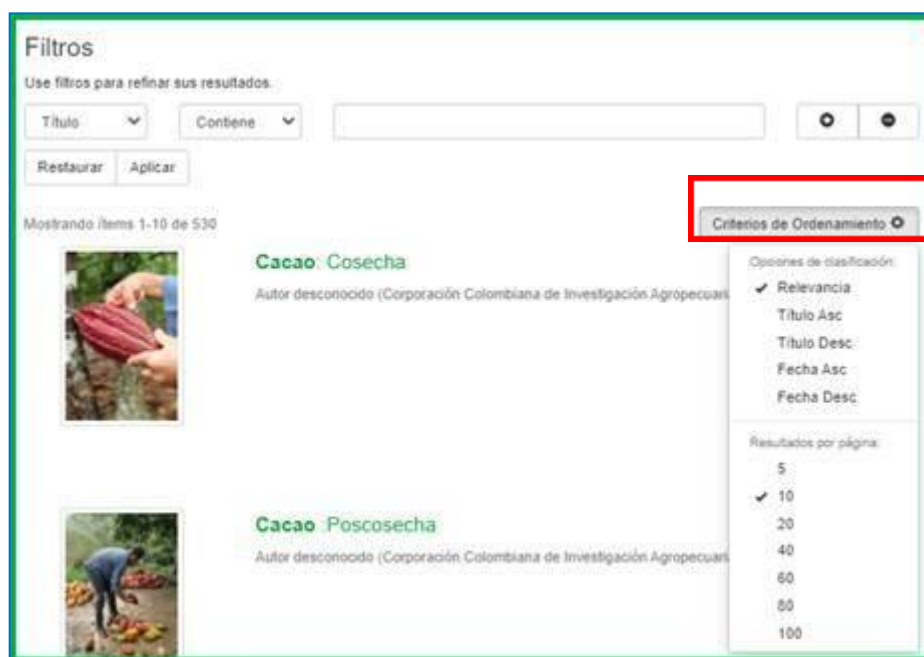 Filtros
Use filtros para refinar sus resultados.
Título Contiene
Restaurar Aplicar
Mostrando ítems 1-10 de 530
Criterios de Ordenamiento
Cacao: Cosecha
Autor desconocido (Corporación Colombiana de Investigación Agropecuari
Cacao :Poscosecha
Autor desconocido (Corporación Colombiana de Investigación Agropecuari
Opciones de clasificación:
Relevancia
Título Asc
Título Desc
Fecha Asc
Fecha Desc
Resultados por página:
5
10
20
40
60
80
100